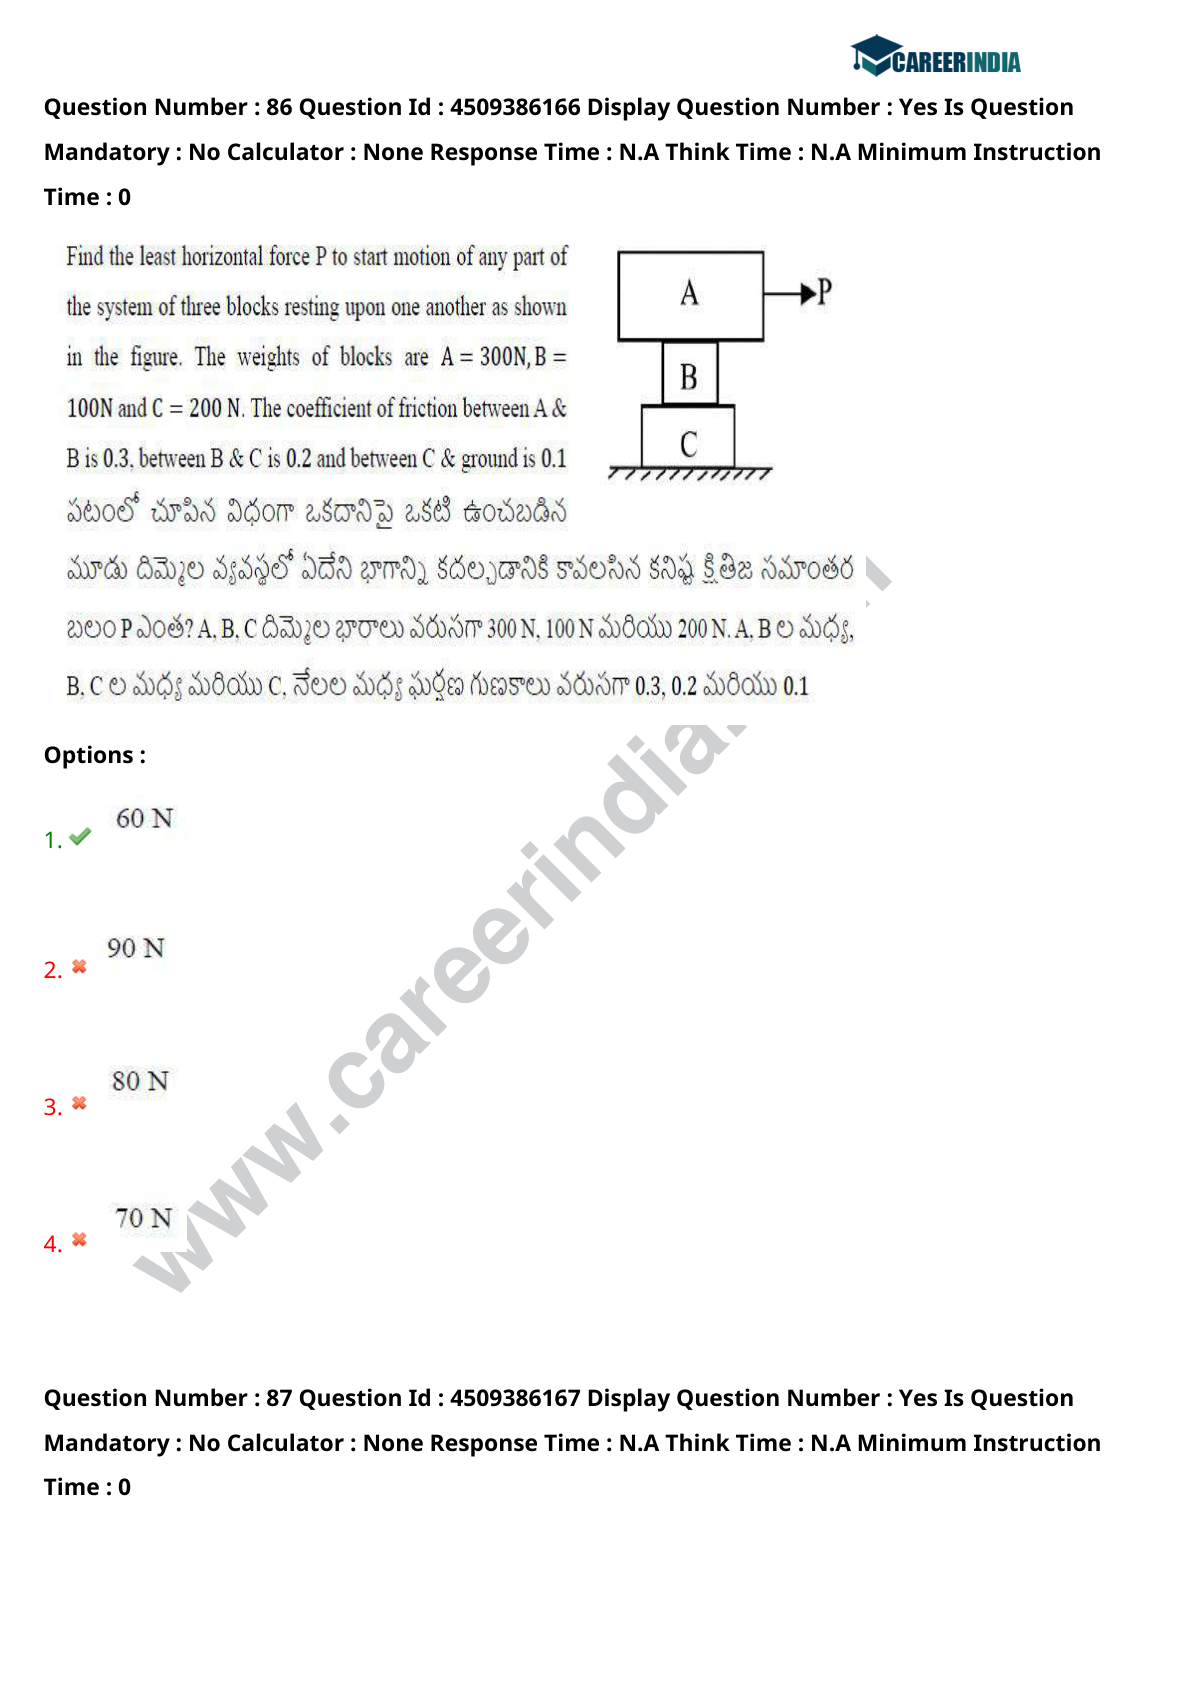 CAREERINDIA
Question Number : 86 Question Id : 4509386166 Display Question Number : Yes Is Question
Mandatory : No Calculator : None Response Time : N.A Think Time : N.A Minimum Instruction
Time : 0
Find the least horizontal force P to start motion of any part of
the system of three blocks resting upon one another as shown
in the figure. The weights of blocks are A = 300N, B =
100N and C = 200 N. The coefficient of friction between A &
B is 0.3, between B & C is 0.2 and between C & ground is 0.1
A
P
B
C
పటంలో చూపిన విధంగా ఒకదానిపై ఒకటి ఉంచబడిన
మూడు దిమ్మెల వ్యవస్థలో ఏదేని భాగాన్ని కదల్చడానికి కావలసిన కనిష్ట క్షితిజ సమాంతర
బలం P ఎంత? A, B, C దిమ్మెల భారాలు వరుసగా 300 N, 100 N మరియు 200 N. A, B ల మధ్య,
B, C ల మధ్య మరియు C, నేలల మధ్య ఘర్షణ గుణకాలు వరుసగా 0.3, 0.2 మరియు 0.1
Options :
1. 60 N
2. 90 N
3. 80 N
4. 70 N
www.careerindia.
Question Number : 87 Question Id : 4509386167 Display Question Number : Yes Is Question
Mandatory : No Calculator : None Response Time : N.A Think Time : N.A Minimum Instruction
Time : 0